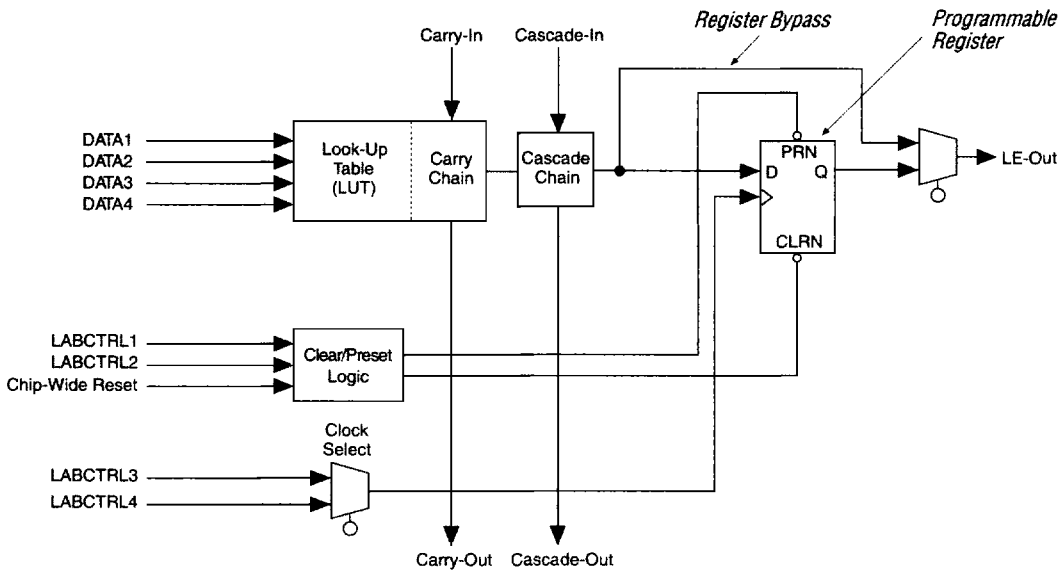 Register Bypass
Programmable
Register
Carry-In
Cascade-In
DATA1
DATA2
DATA3
DATA4
Look-Up
Table
(LUT)
Carry
Chain
Cascade
Chain
PRN
D
Q
CLRN
LE-Out
LABCTRL1
LABCTRL2
Chip-Wide Reset
Clear/Preset
Logic
Clock
Select
LABCTRL3
LABCTRL4
Carry-Out
Cascade-Out